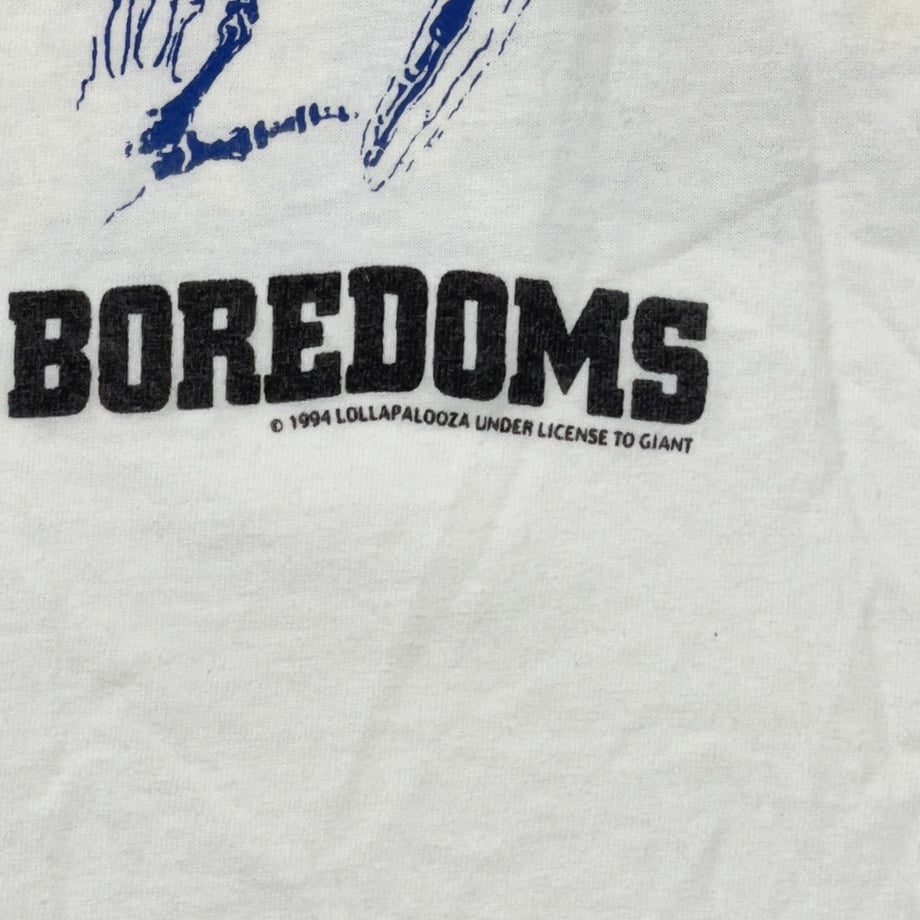 BOREDOMS
© 1994 LOLLAPALOOZA UNDER LICENSE TO GIANT